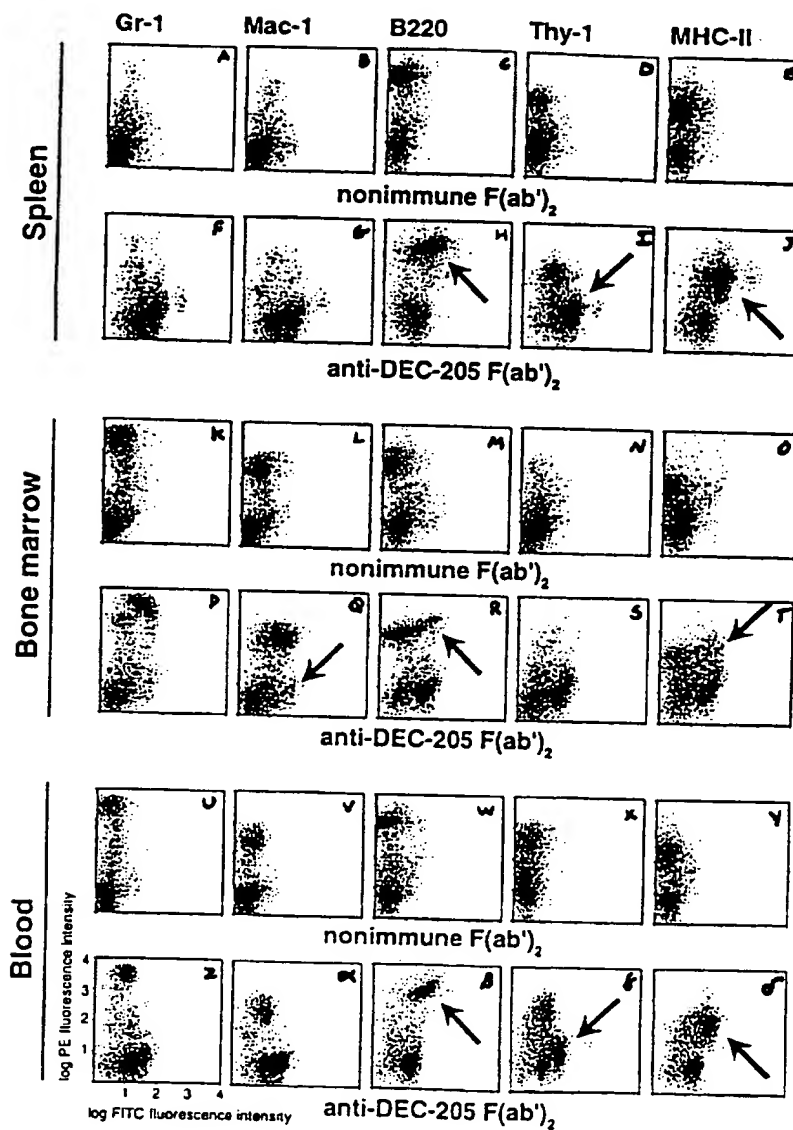 Gr-1 Mac-1 B220 Thy-1 MHC-II
Spleen
A B C D E
nonimmune F(ab')₂
F G H I J
anti-DEC-205 F(ab')₂
Bone marrow
K L M N O
nonimmune F(ab')₂
P Q R S T
anti-DEC-205 F(ab')₂
Blood
U V W X Y
nonimmune F(ab')₂
Z α β δ
log PE fluorescence intensity
4
3
2
1
1 2 3 4
log FITC fluorescence intensity
anti-DEC-205 F(ab')₂